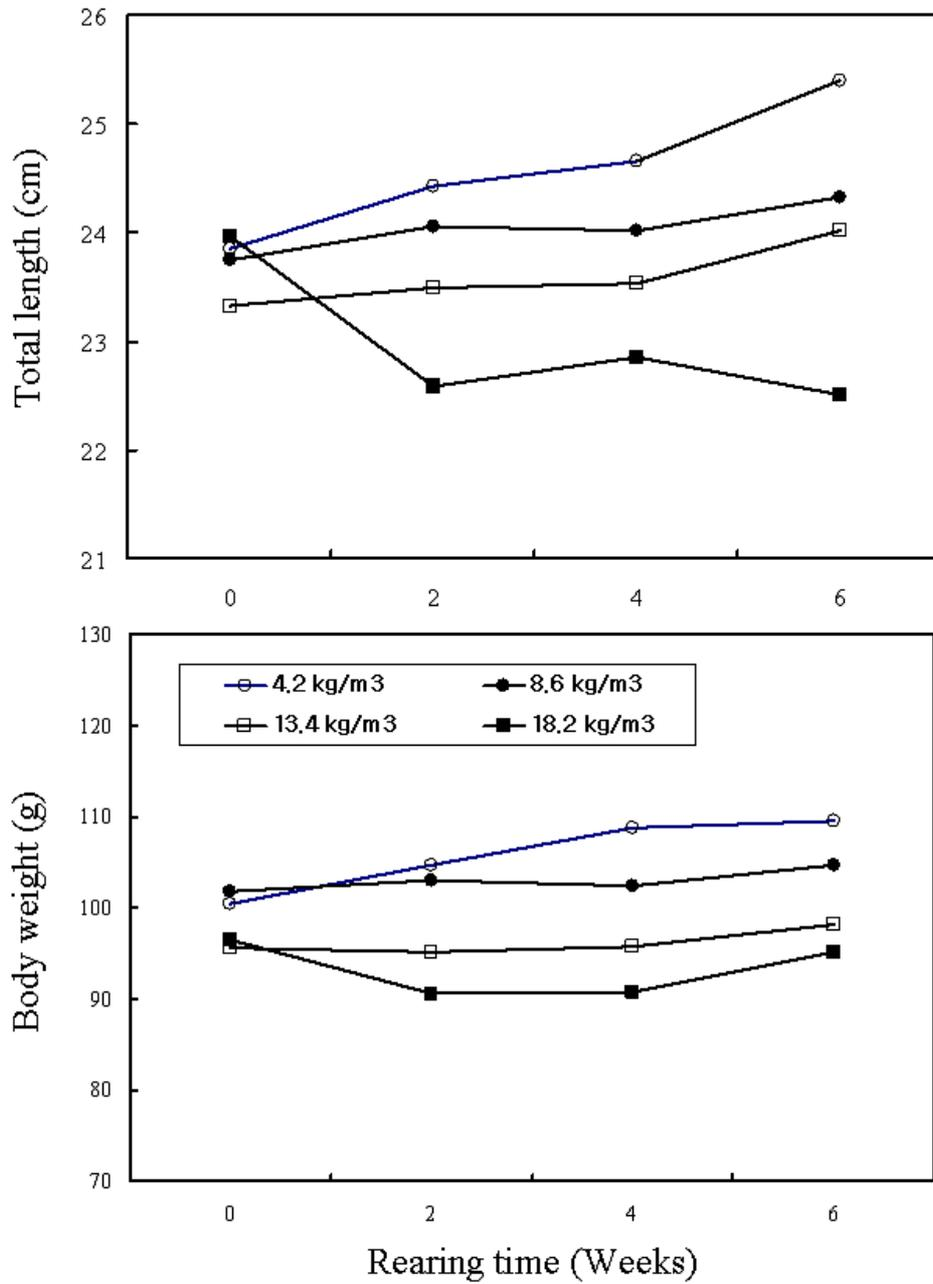 26
25
24
23
22
21
Total length (cm)
0 2 4 6
130
120
110
100
90
80
70
Body weight (g)
4.2 kg/m3 8.6 kg/m3
13.4 kg/m3 18.2 kg/m3
0 2 4 6
Rearing time (Weeks)